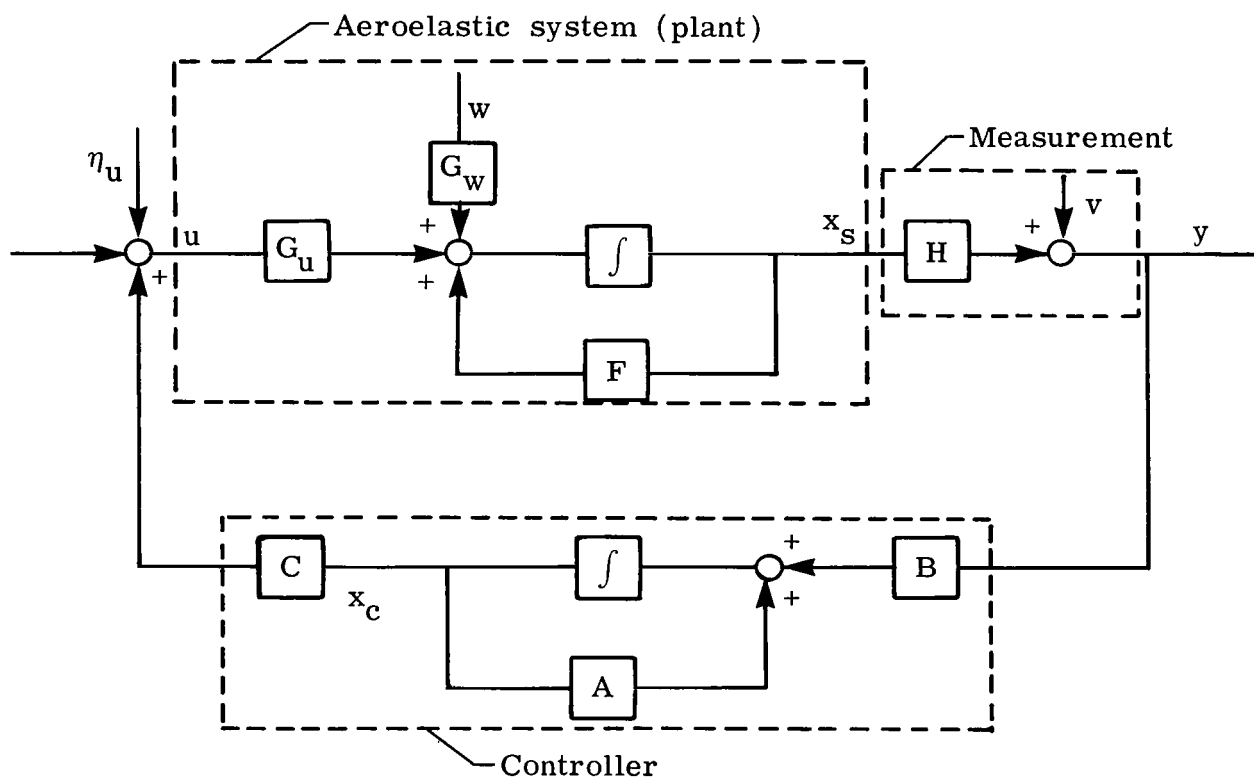 Aeroelastic system (plant)
w
Measurement
η_u
G_w
v
+
x_s
+
y
u
G_u
∫
H
+
+
F
+
+
C
∫
B
x_c
+
A
Controller